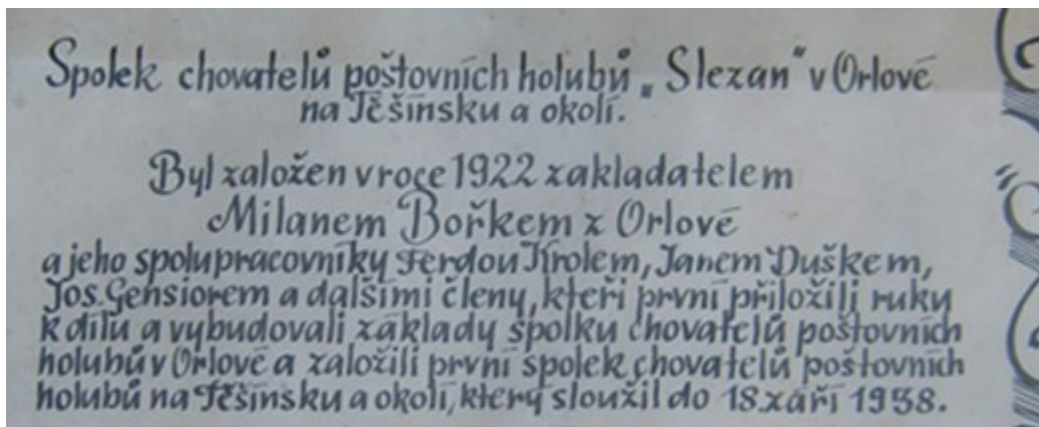 Spolek chovatelů poštovních holubů „Slezan“ v Orlové
na Těšínsku a okolí.
Byl založen v roce 1922 zakladatelem
Milanem Bořkem z Orlové
a jeho spolupracovníky Ferdou Krolem, Janem Duškem,
Jos. Gensiorem a dalšími členy, kteří první přiložili ruky
k dílu a vybudovali základy spolku chovatelů poštovních
holubů v Orlové a založili první spolek chovatelů poštovních
holubů na Těšínsku a okolí, který sloužil do 18. září 1938.